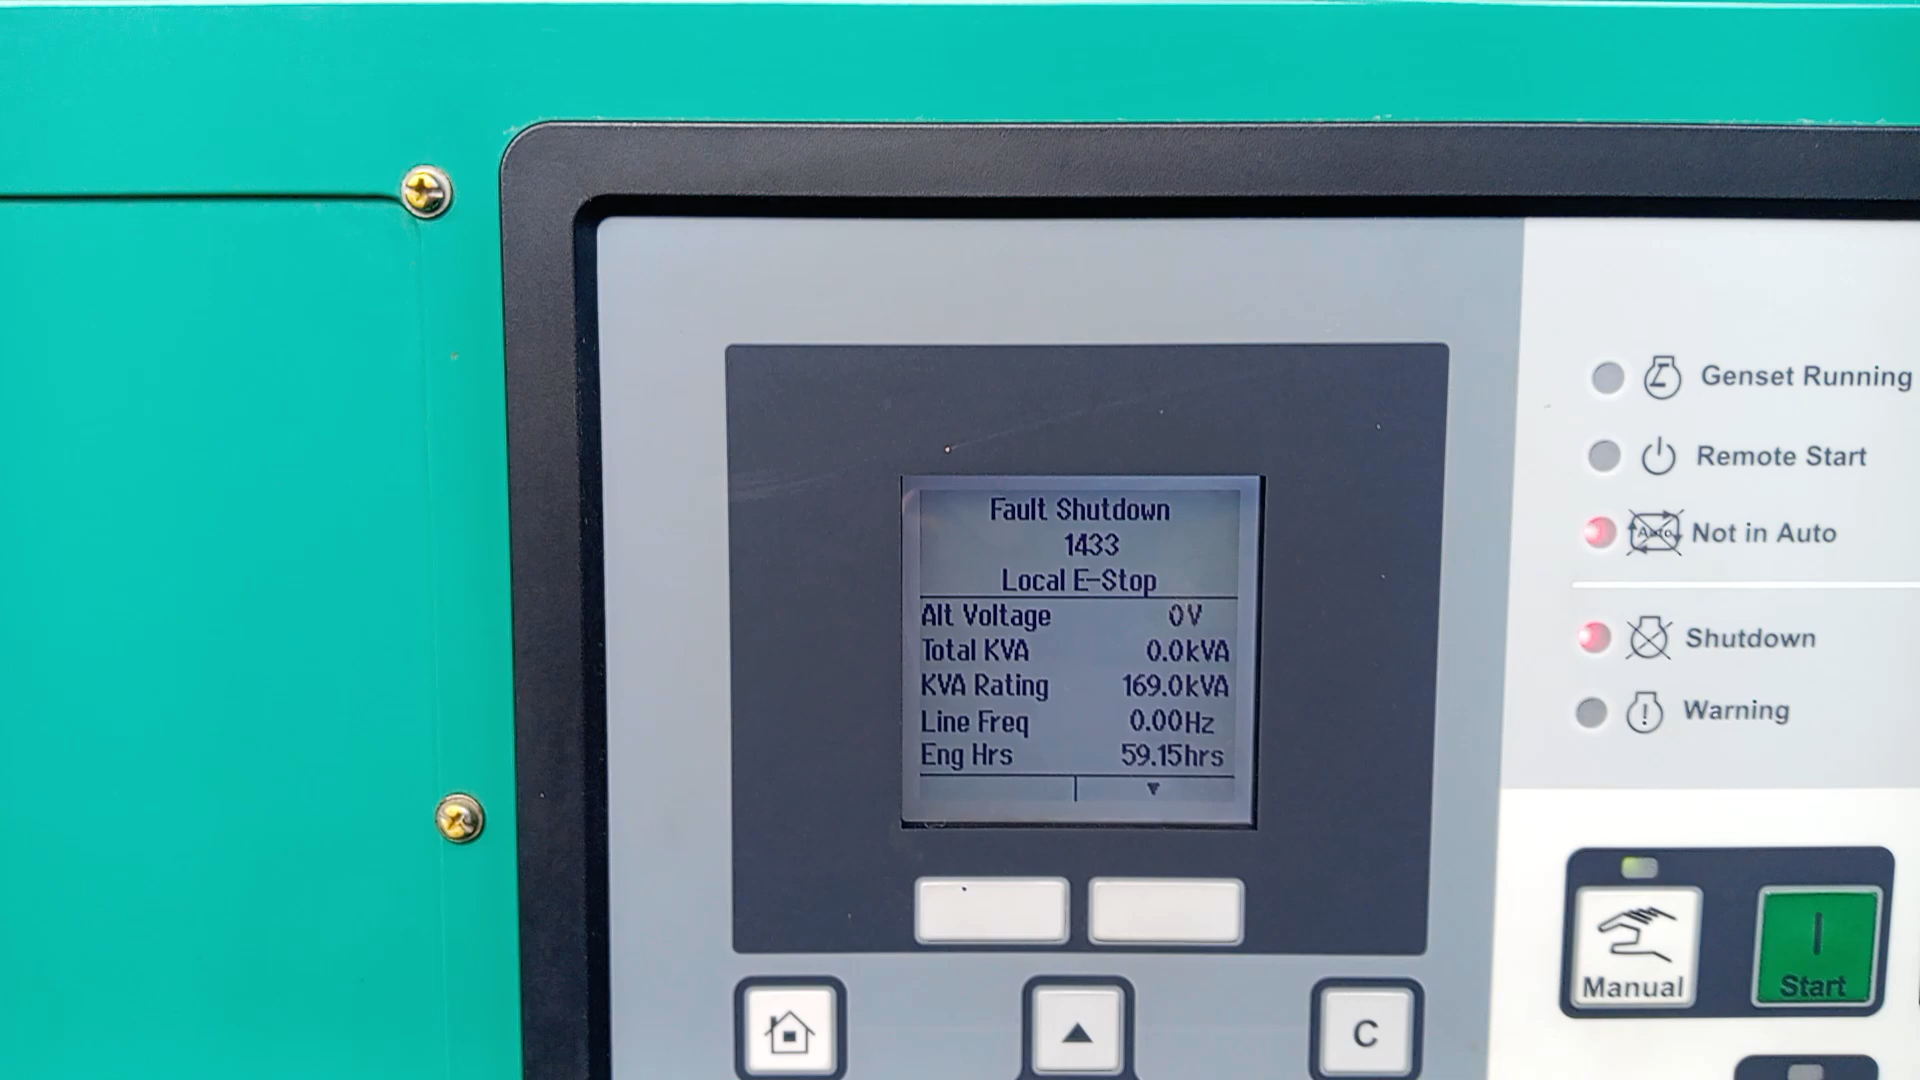 Fault Shutdown
1433
Local E-Stop
Alt Voltage 0V
Total KVA 0.0kVA
KVA Rating 169.0kVA
Line Freq 0.00Hz
Eng Hrs 59.15hrs
Genset Running
Remote Start
Auto Not in Auto
Shutdown
Warning
Manual
Start
C